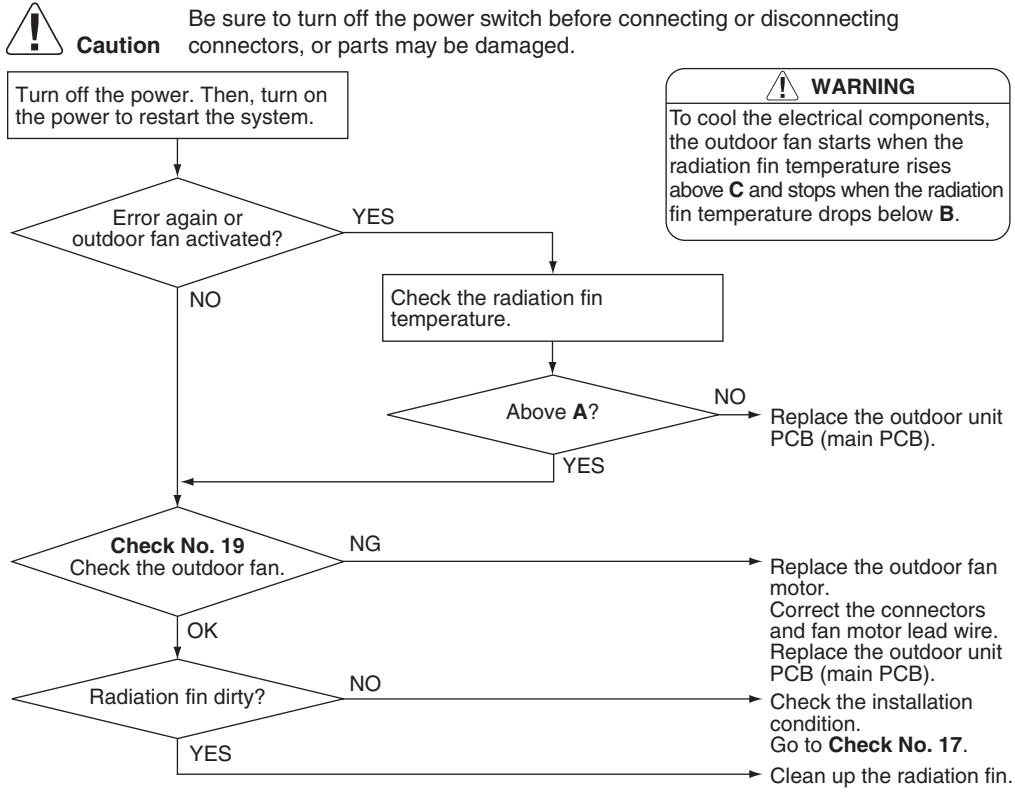 Be sure to turn off the power switch before connecting or disconnecting
Caution connectors, or parts may be damaged.
Turn off the power. Then, turn on
the power to restart the system.
WARNING
To cool the electrical components,
the outdoor fan starts when the
radiation fin temperature rises
above C and stops when the radiation
fin temperature drops below B.
Error again or
outdoor fan activated?
YES
NO
Check the radiation fin
temperature.
Above A?
NO
Replace the outdoor unit
PCB (main PCB).
YES
Check No. 19
Check the outdoor fan.
NG
Replace the outdoor fan
motor.
Correct the connectors
and fan motor lead wire.
Replace the outdoor unit
PCB (main PCB).
OK
Radiation fin dirty?
NO
Check the installation
condition.
Go to Check No. 17.
YES
Clean up the radiation fin.